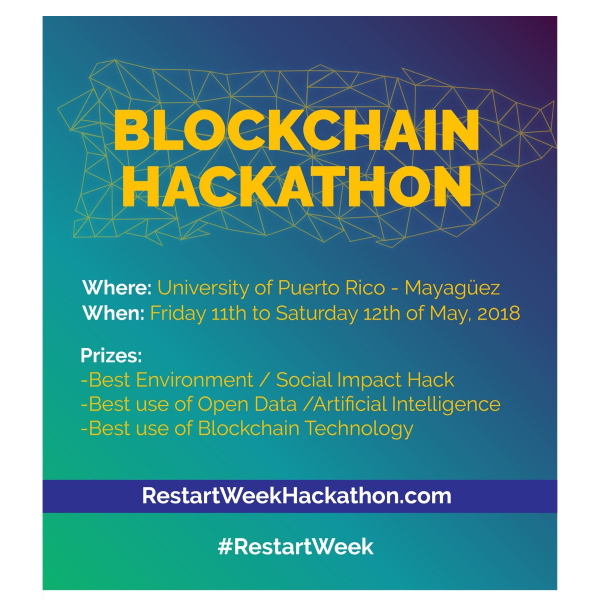 BLOCKCHAIN
HACKATHON
Where: University of Puerto Rico - Mayagüez
When: Friday 11th to Saturday 12th of May, 2018
Prizes:
-Best Environment / Social Impact Hack
-Best use of Open Data /Artificial Intelligence
-Best use of Blockchain Technology
RestartWeekHackathon.com
#RestartWeek